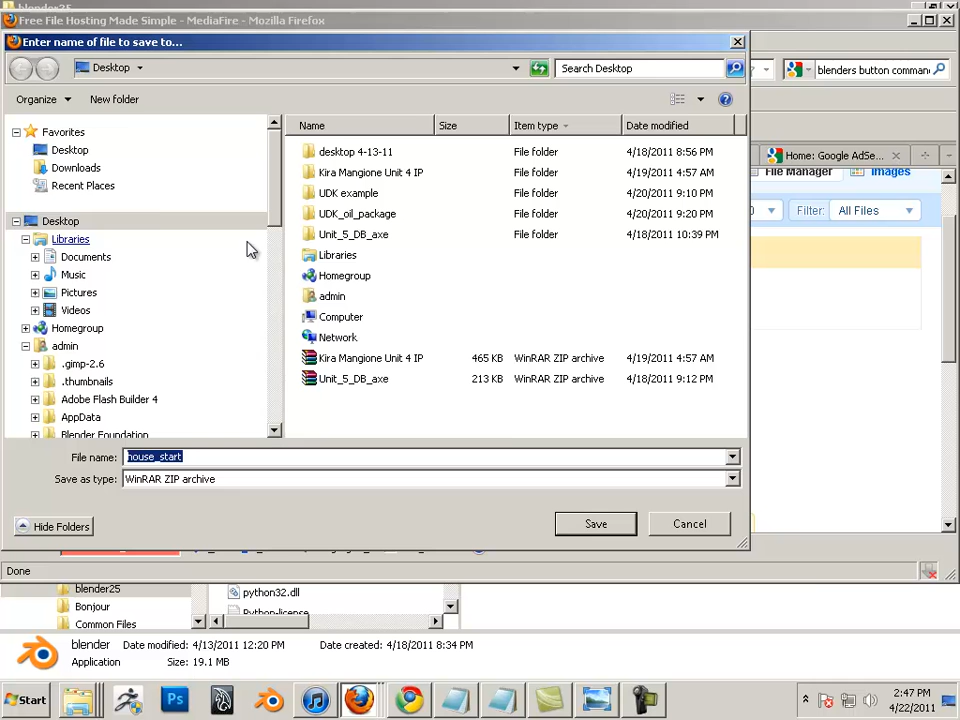 blender25
Free File Hosting Made Simple - MediaFire - Mozilla Firefox
Enter name of file to save to...
Desktop
Search Desktop
blenders button comman
Organize
New folder
Name
Size
Item type
Date modified
Favorites
Desktop
Downloads
Recent Places
Desktop
Libraries
Documents
Music
Pictures
Videos
Homegroup
admin
.gimp-2.6
.thumbnails
Adobe Flash Builder 4
AppData
Blender Foundation
desktop 4-13-11 File folder 4/18/2011 8:56 PM
Kira Mangione Unit 4 IP File folder 4/19/2011 4:57 AM
UDK example File folder 4/20/2011 9:10 PM
UDK_oil_package File folder 4/20/2011 9:20 PM
Unit_5_DB_axe File folder 4/18/2011 10:39 PM
Libraries
Homegroup
admin
Computer
Network
Kira Mangione Unit 4 IP 465 KB WinRAR ZIP archive 4/19/2011 4:57 AM
Unit_5_DB_axe 213 KB WinRAR ZIP archive 4/18/2011 9:12 PM
Home: Google AdSe...
File Manager
Images
0
Filter:
All Files
File name: house_start
Save as type: WinRAR ZIP archive
Hide Folders
Save
Cancel
Done
blender25
Bonjour
Common Files
python32.dll
Python-license
blender Date modified: 4/13/2011 12:20 PM Date created: 4/18/2011 8:34 PM
Application Size: 19.1 MB
Start
Ps
2:47 PM
4/22/2011